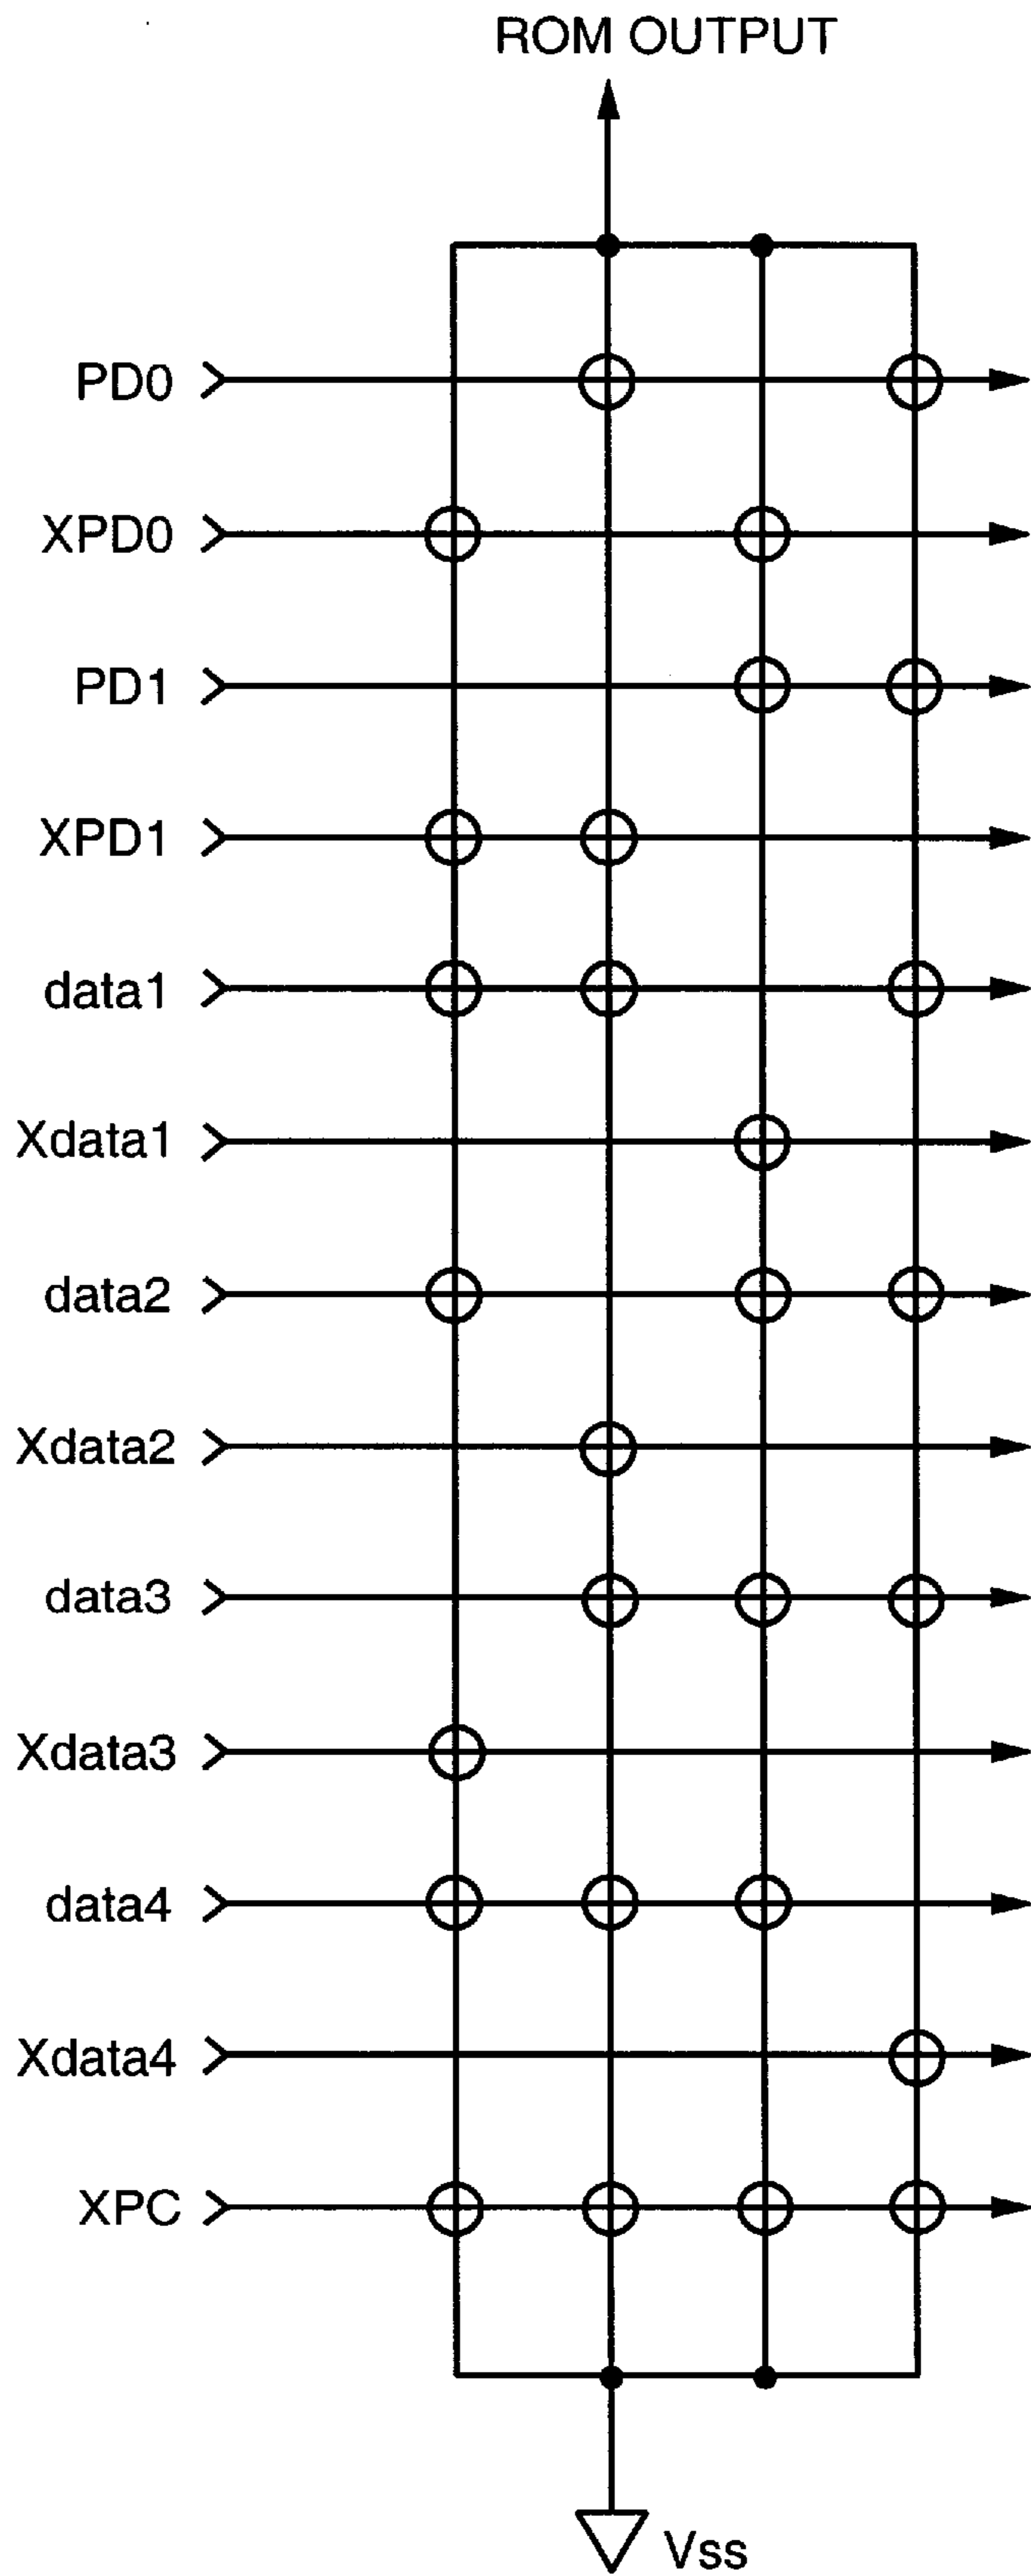 ROM OUTPUT
PD0
XPD0
PD1
XPD1
data1
Xdata1
data2
Xdata2
data3
Xdata3
data4
Xdata4
XPC
Vss